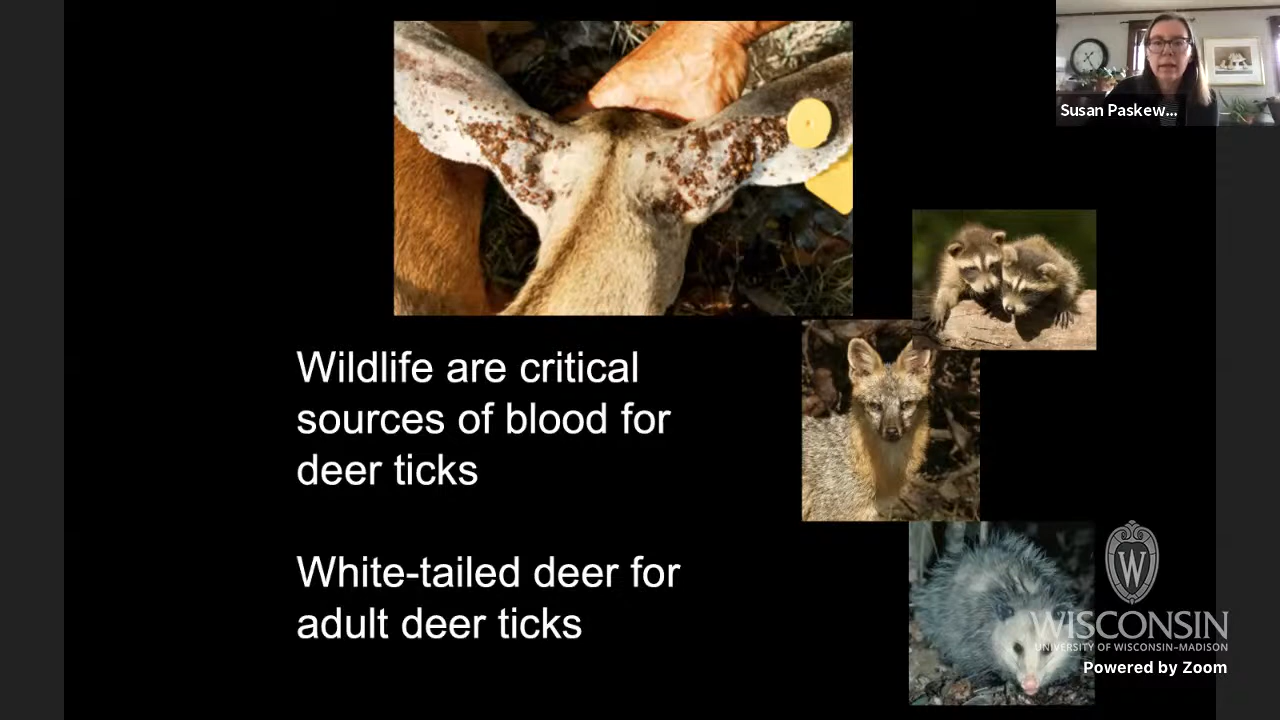 Susan Paskew...
Wildlife are critical
sources of blood for
deer ticks
White-tailed deer for
adult deer ticks
W
WISCONSIN
UNIVERSITY OF WISCONSIN–MADISON
Powered by Zoom